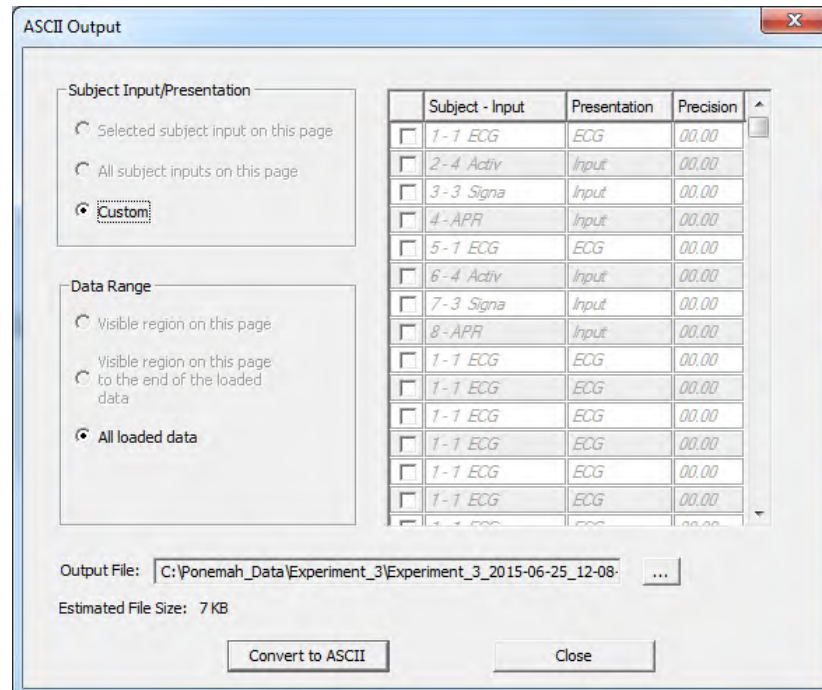 ASCII Output
Subject Input/Presentation
Selected subject input on this page
All subject inputs on this page
Custom
Data Range
Visible region on this page
Visible region on this page
to the end of the loaded
data
All loaded data
Subject - Input Presentation Precision
1 - 1 ECG ECG 00.00
2 - 4 Activ Input 00.00
3 - 3 Signa Input 00.00
4 - APR Input 00.00
5 - 1 ECG ECG 00.00
6 - 4 Activ Input 00.00
7 - 3 Signa Input 00.00
8 - APR Input 00.00
1 - 1 ECG ECG 00.00
1 - 1 ECG ECG 00.00
1 - 1 ECG ECG 00.00
1 - 1 ECG ECG 00.00
1 - 1 ECG ECG 00.00
1 - 1 ECG ECG 00.00
Output File: C:\Ponemah_Data\Experiment_3\Experiment_3_2015-06-25_12-08- ...
Estimated File Size: 7 KB
Convert to ASCII Close